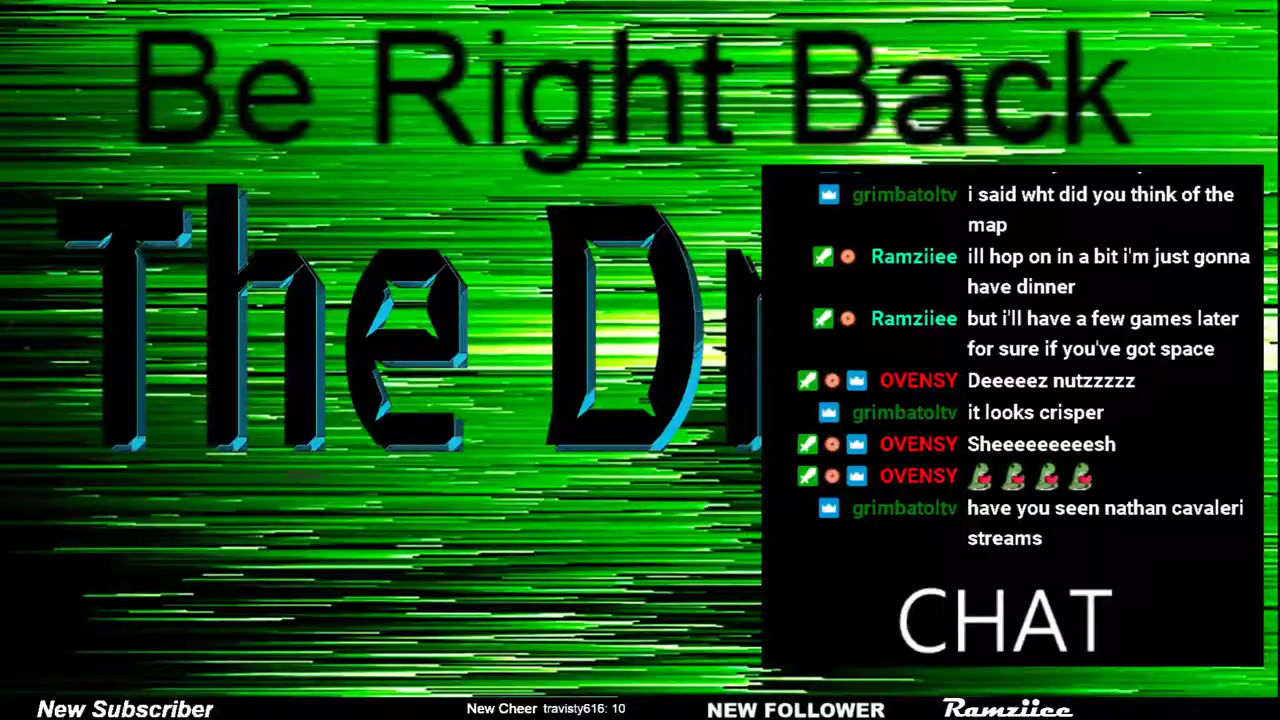 Be Right Back
The D
grimbatoltv i said wht did you think of the
map
Ramziiee ill hop on in a bit i'm just gonna
have dinner
Ramziiee but i'll have a few games later
for sure if you've got space
OVENSY Deeeeez nutzzzzz
grimbatoltv it looks crisper
OVENSY Sheeeeeeeeesh
OVENSY
grimbatoltv have you seen nathan cavaleri
streams
CHAT
New Subscriber New Cheer travisty616: 10 NEW FOLLOWER Ramziiee